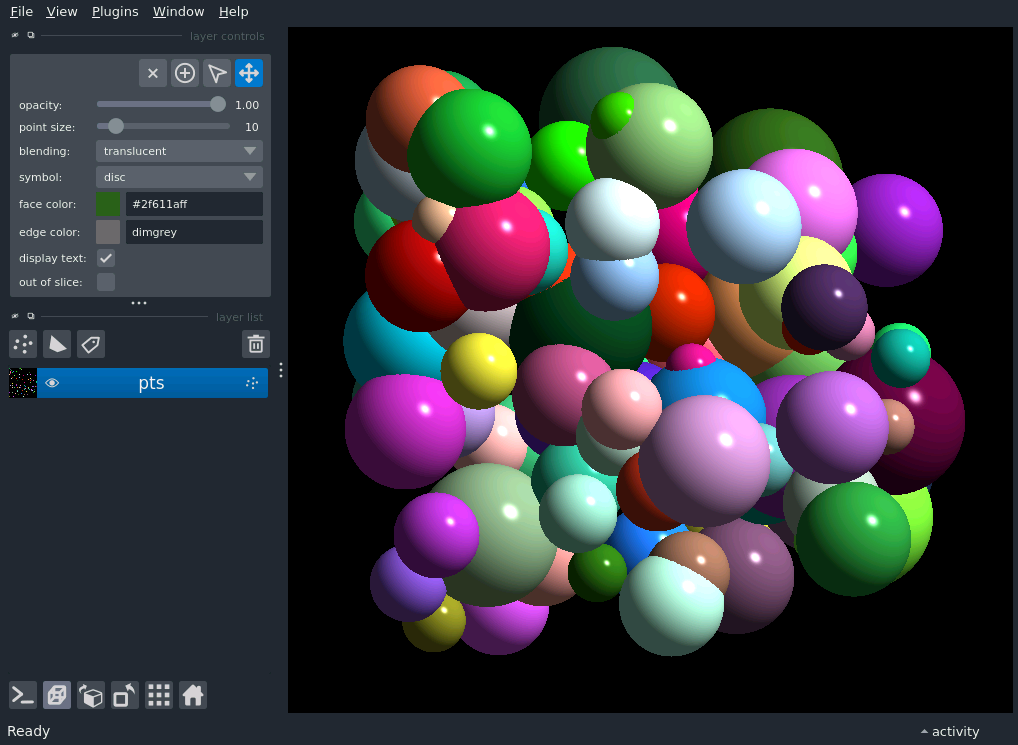 File View Plugins Window Help
layer controls
opacity: 1.00
point size: 10
blending: translucent
symbol: disc
face color: #2f611aff
edge color: dimgrey
display text:
out of slice:
layer list
pts
Ready activity